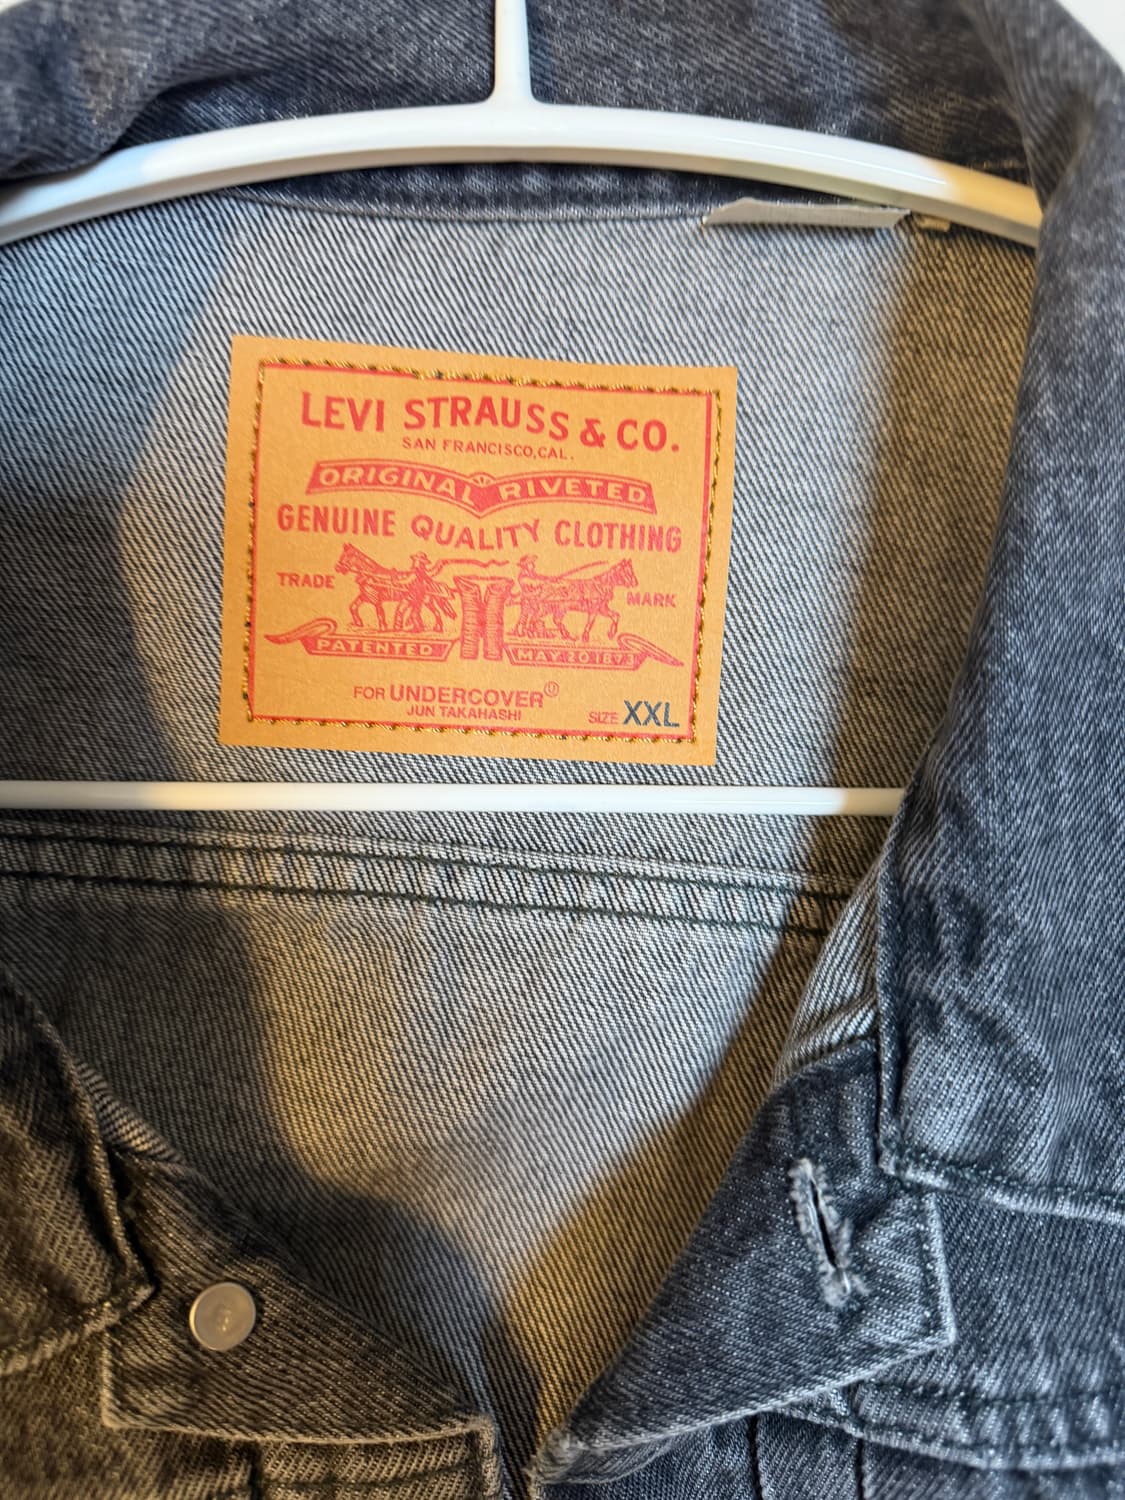 LEVI STRAUSS & CO.
SAN FRANCISCO, CAL.
ORIGINAL RIVETED
GENUINE QUALITY CLOTHING
TRADE MARK
PATENTED MAY 20 1873
FOR UNDERCOVERⓊ
JUN TAKAHASHI
SIZE XXL